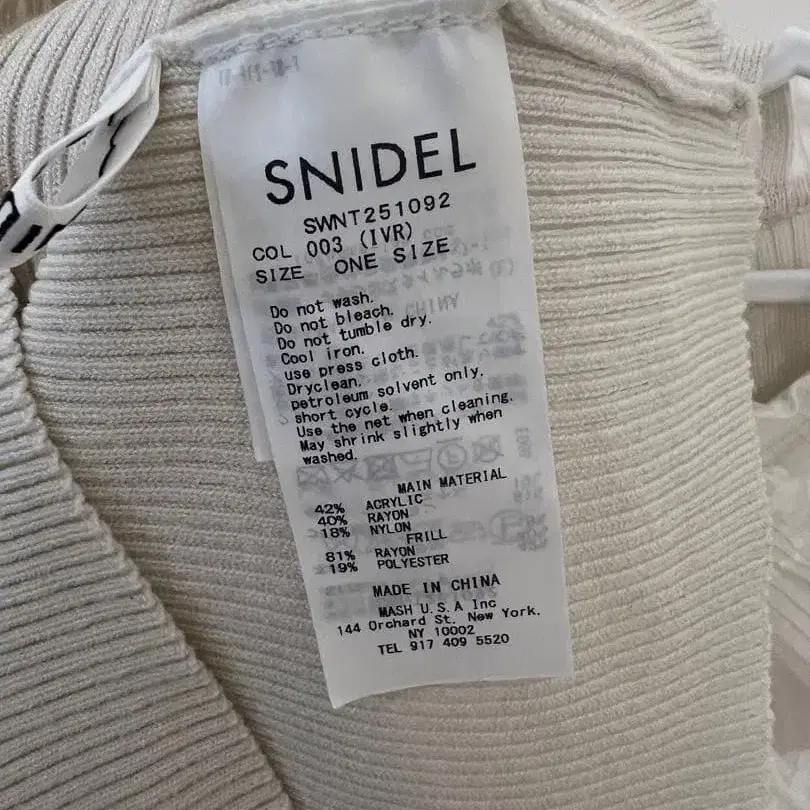 SNIDEL
SWNT251092
COL 003 (IVR)
SIZE ONE SIZE
Do not wash.
Do not bleach.
Do not tumble dry.
Cool iron.
use press cloth.
Dryclean.
petroleum solvent only.
short cycle.
Use the net when cleaning.
May shrink slightly when
washed.
MAIN MATERIAL
42% ACRYLIC
40% RAYON
18% NYLON
FRILL
81% RAYON
19% POLYESTER
MADE IN CHINA
MASH U.S.A Inc
144 Orchard St. New York,
NY 10002
TEL 917 409 5520